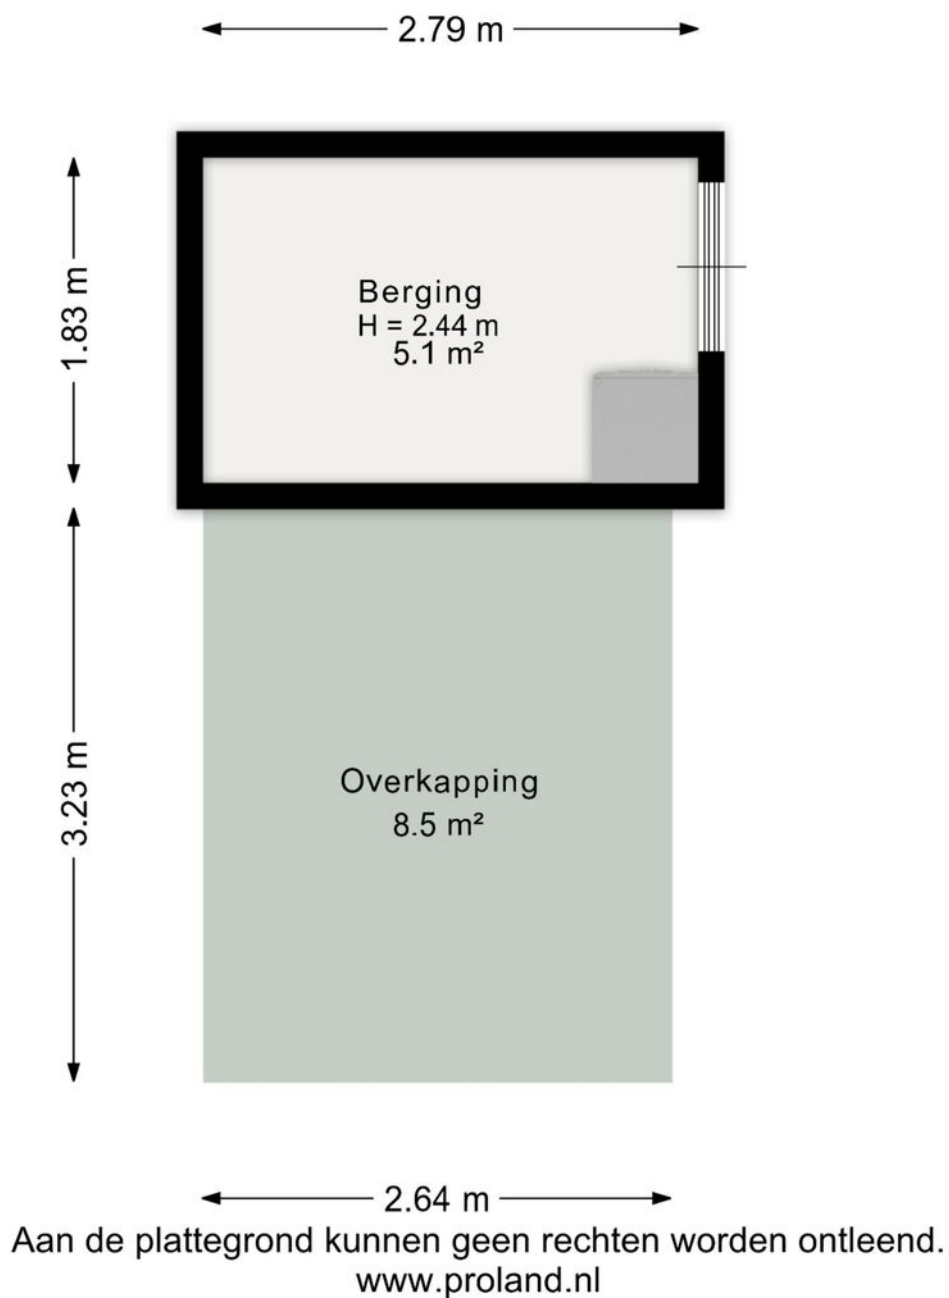 2.79 m
1.83 m
Berging
H = 2.44 m
5.1 m²
3.23 m
Overkapping
8.5 m²
2.64 m
Aan de plattegrond kunnen geen rechten worden ontleend.
www.proland.nl